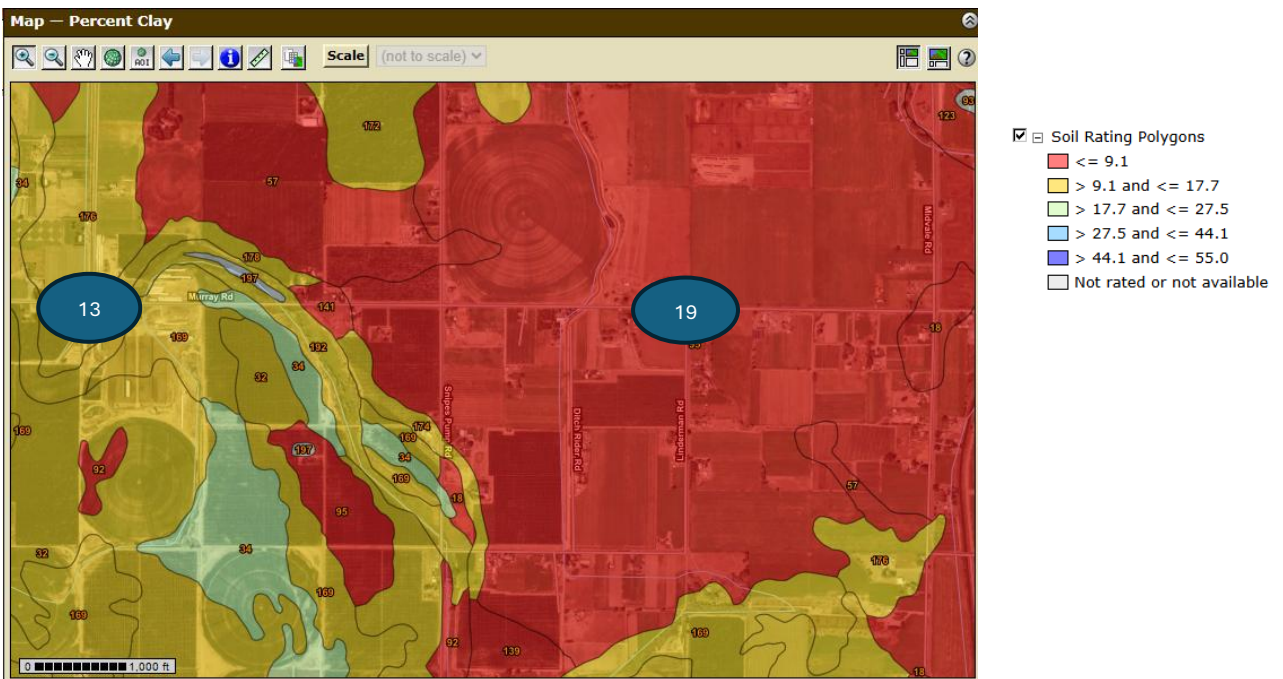 Map — Percent Clay
AOI
Scale
(not to scale)
?
Soil Rating Polygons
<= 9.1
> 9.1 and <= 17.7
> 17.7 and <= 27.5
> 27.5 and <= 44.1
> 44.1 and <= 55.0
Not rated or not available
93
123
172
57
34
176
Midvale Rd
178
197
Murray Rd
141
13
19
18
169
192
34
32
Snipes Pump Rd
Ditch Rider Rd
Linderman Rd
174
169
169
34
197
92
169
57
18
95
32
34
176
169
169
169
92
139
18
0
1,000 ft